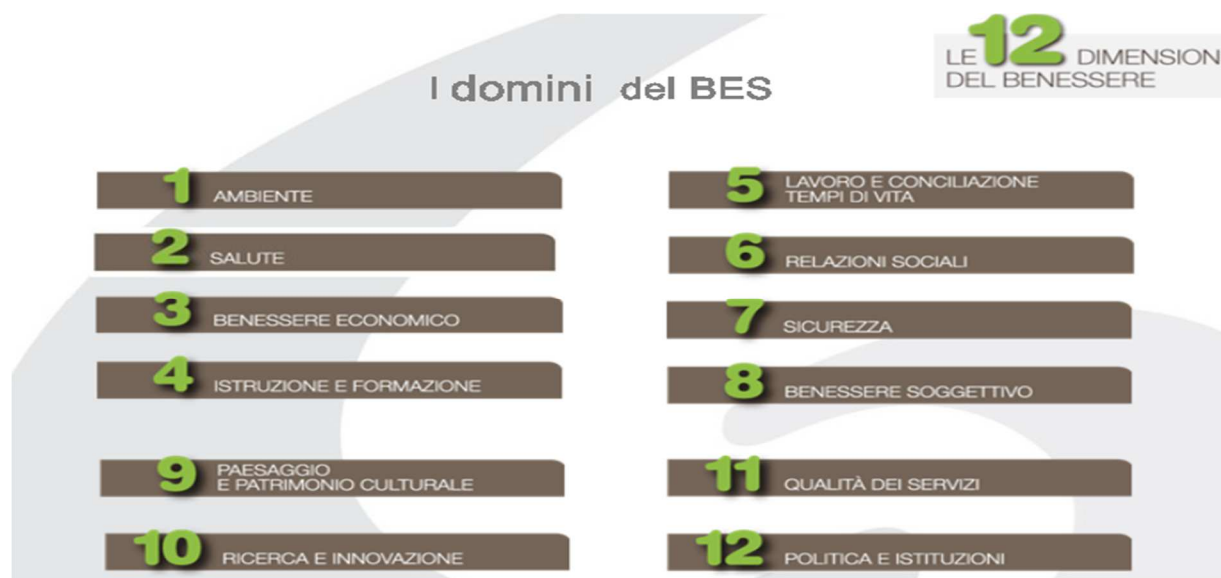 I domini del BES
LE 12 DIMENSION
DEL BENESSERE
1 AMBIENTE
2 SALUTE
3 BENESSERE ECONOMICO
4 ISTRUZIONE E FORMAZIONE
5 LAVORO E CONCILIAZIONE
TEMPI DI VITA
6 RELAZIONI SOCIALI
7 SICUREZZA
8 BENESSERE SOGGETTIVO
9 PAESAGGIO
E PATRIMONIO CULTURALE
10 RICERCA E INNOVAZIONE
11 QUALITÀ DEI SERVIZI
12 POLITICA E ISTITUZIONI